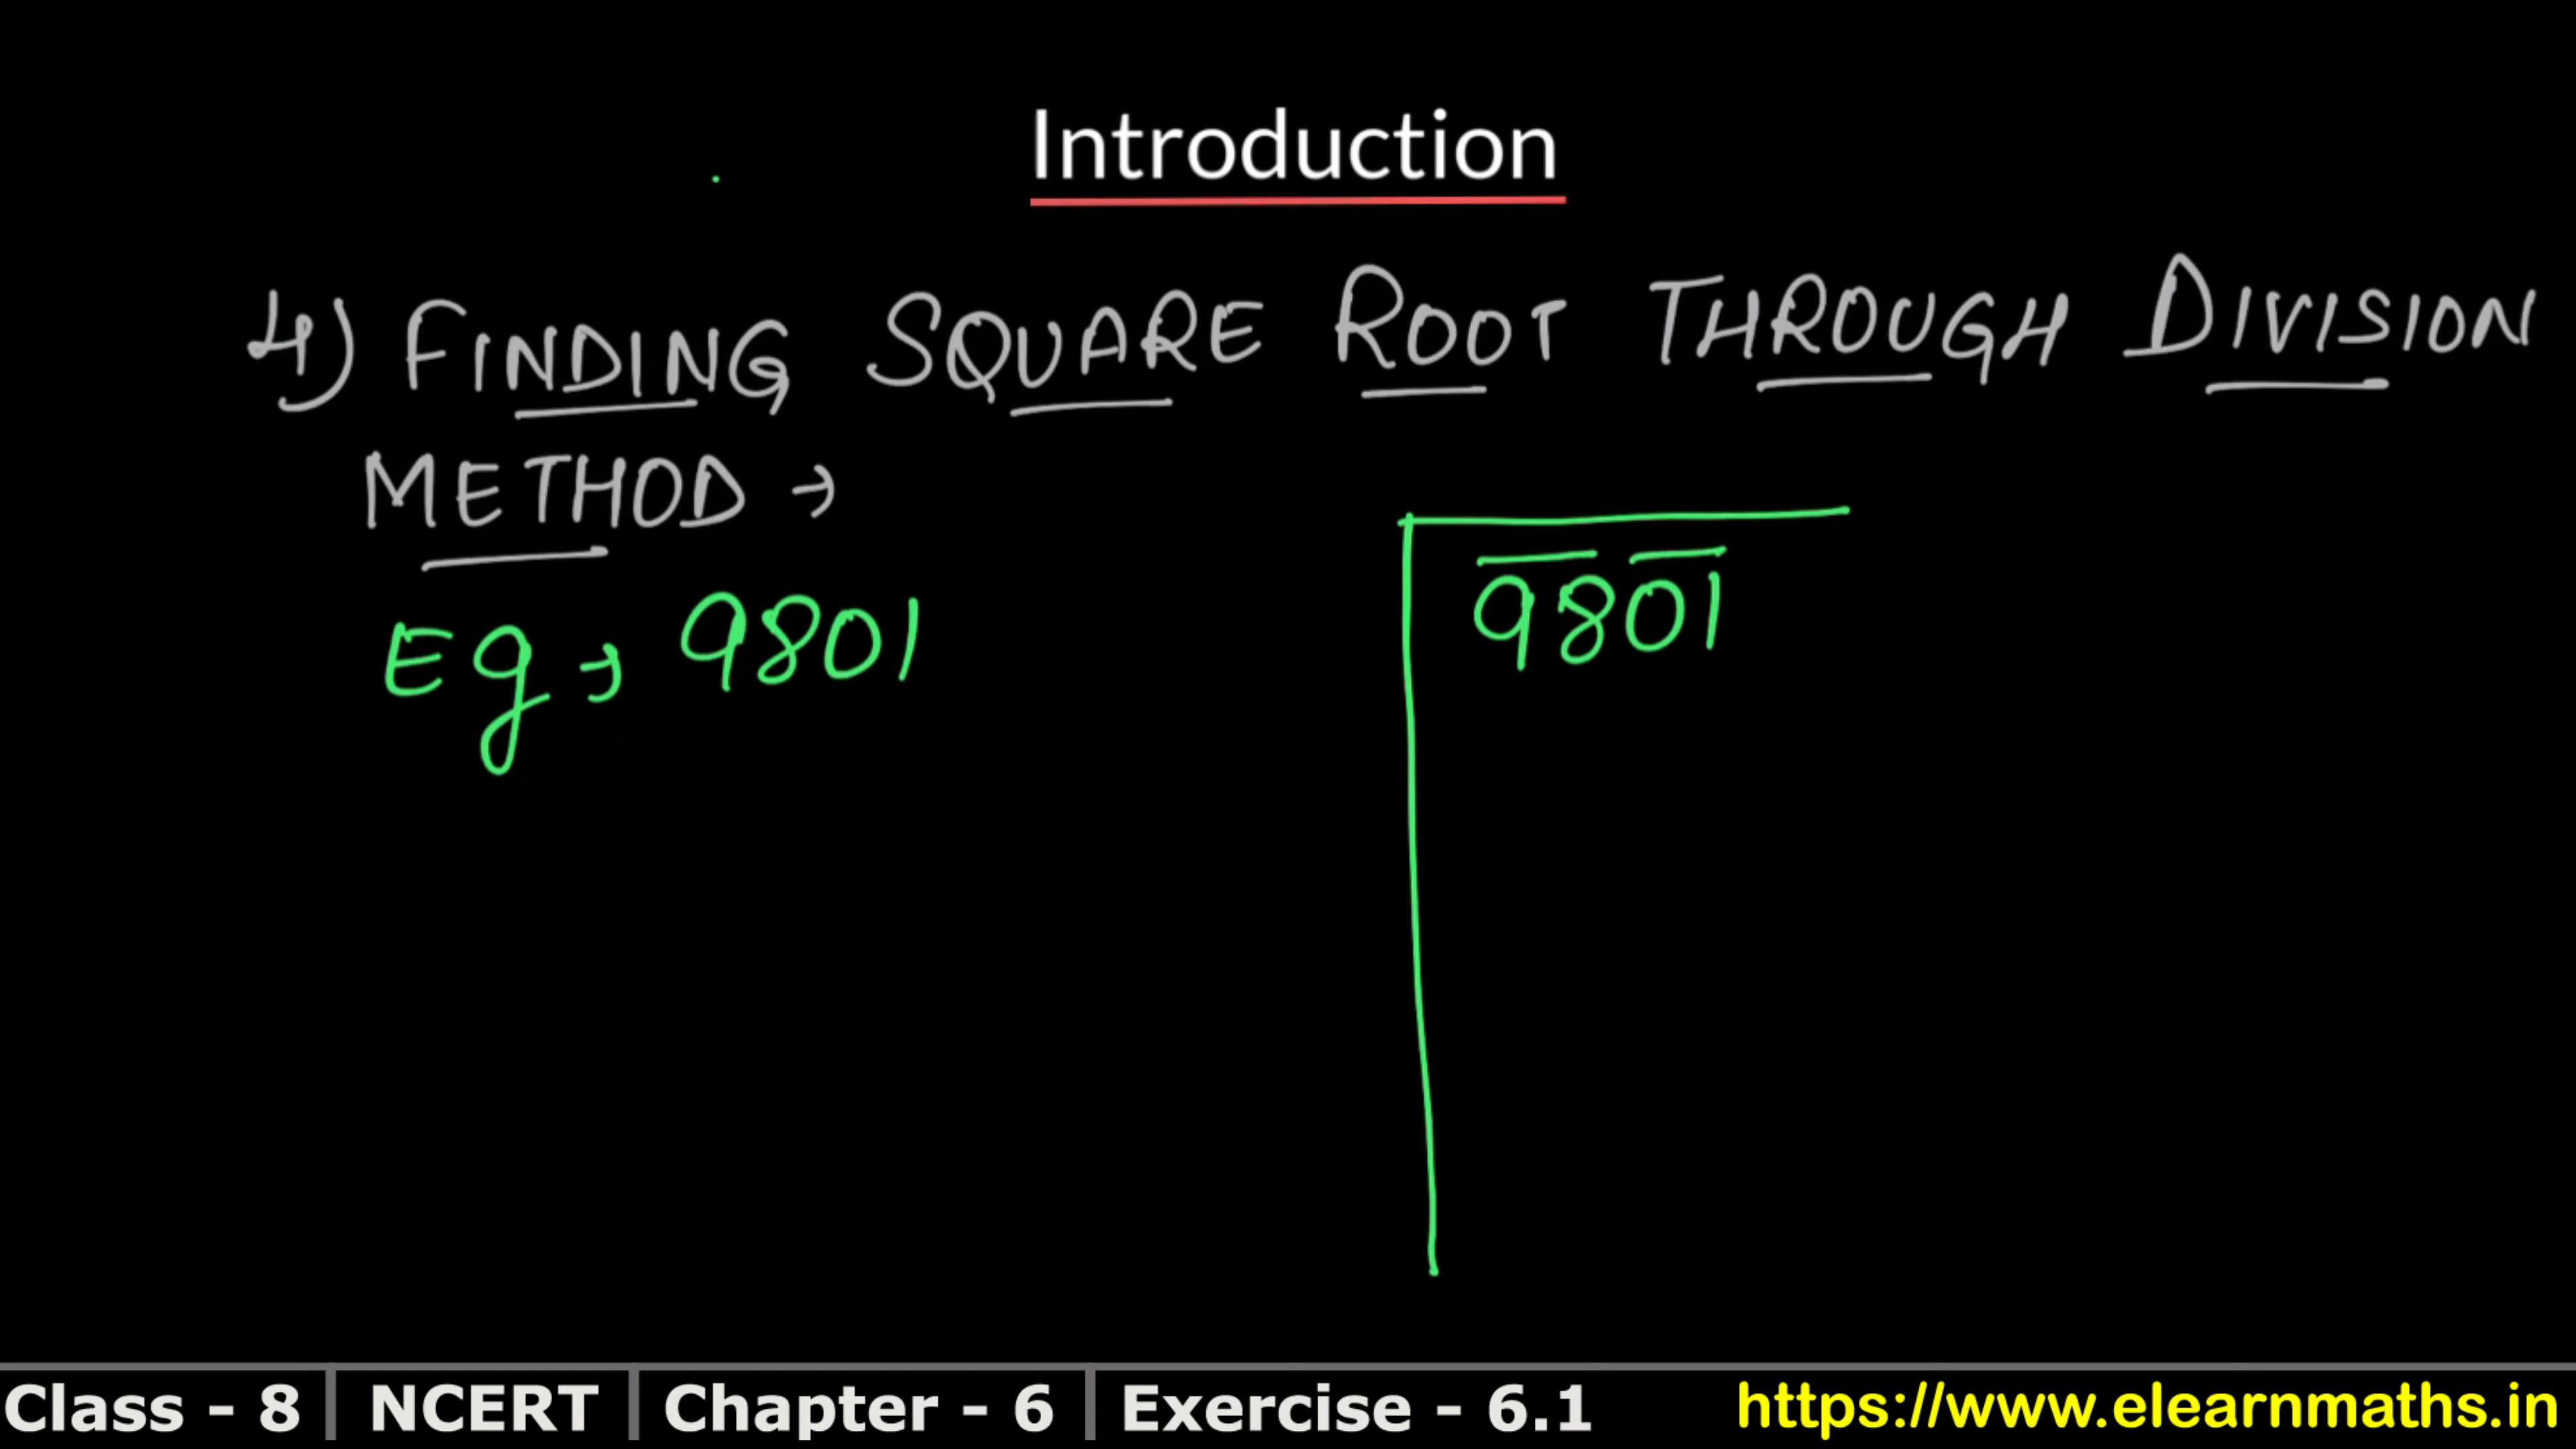 Introduction
4) FINDING SQUARE ROOT THROUGH DIVISION
METHOD →
Eg → 9801
9801
Class - 8 | NCERT | Chapter - 6 | Exercise - 6.1 https://www.elearnmaths.in